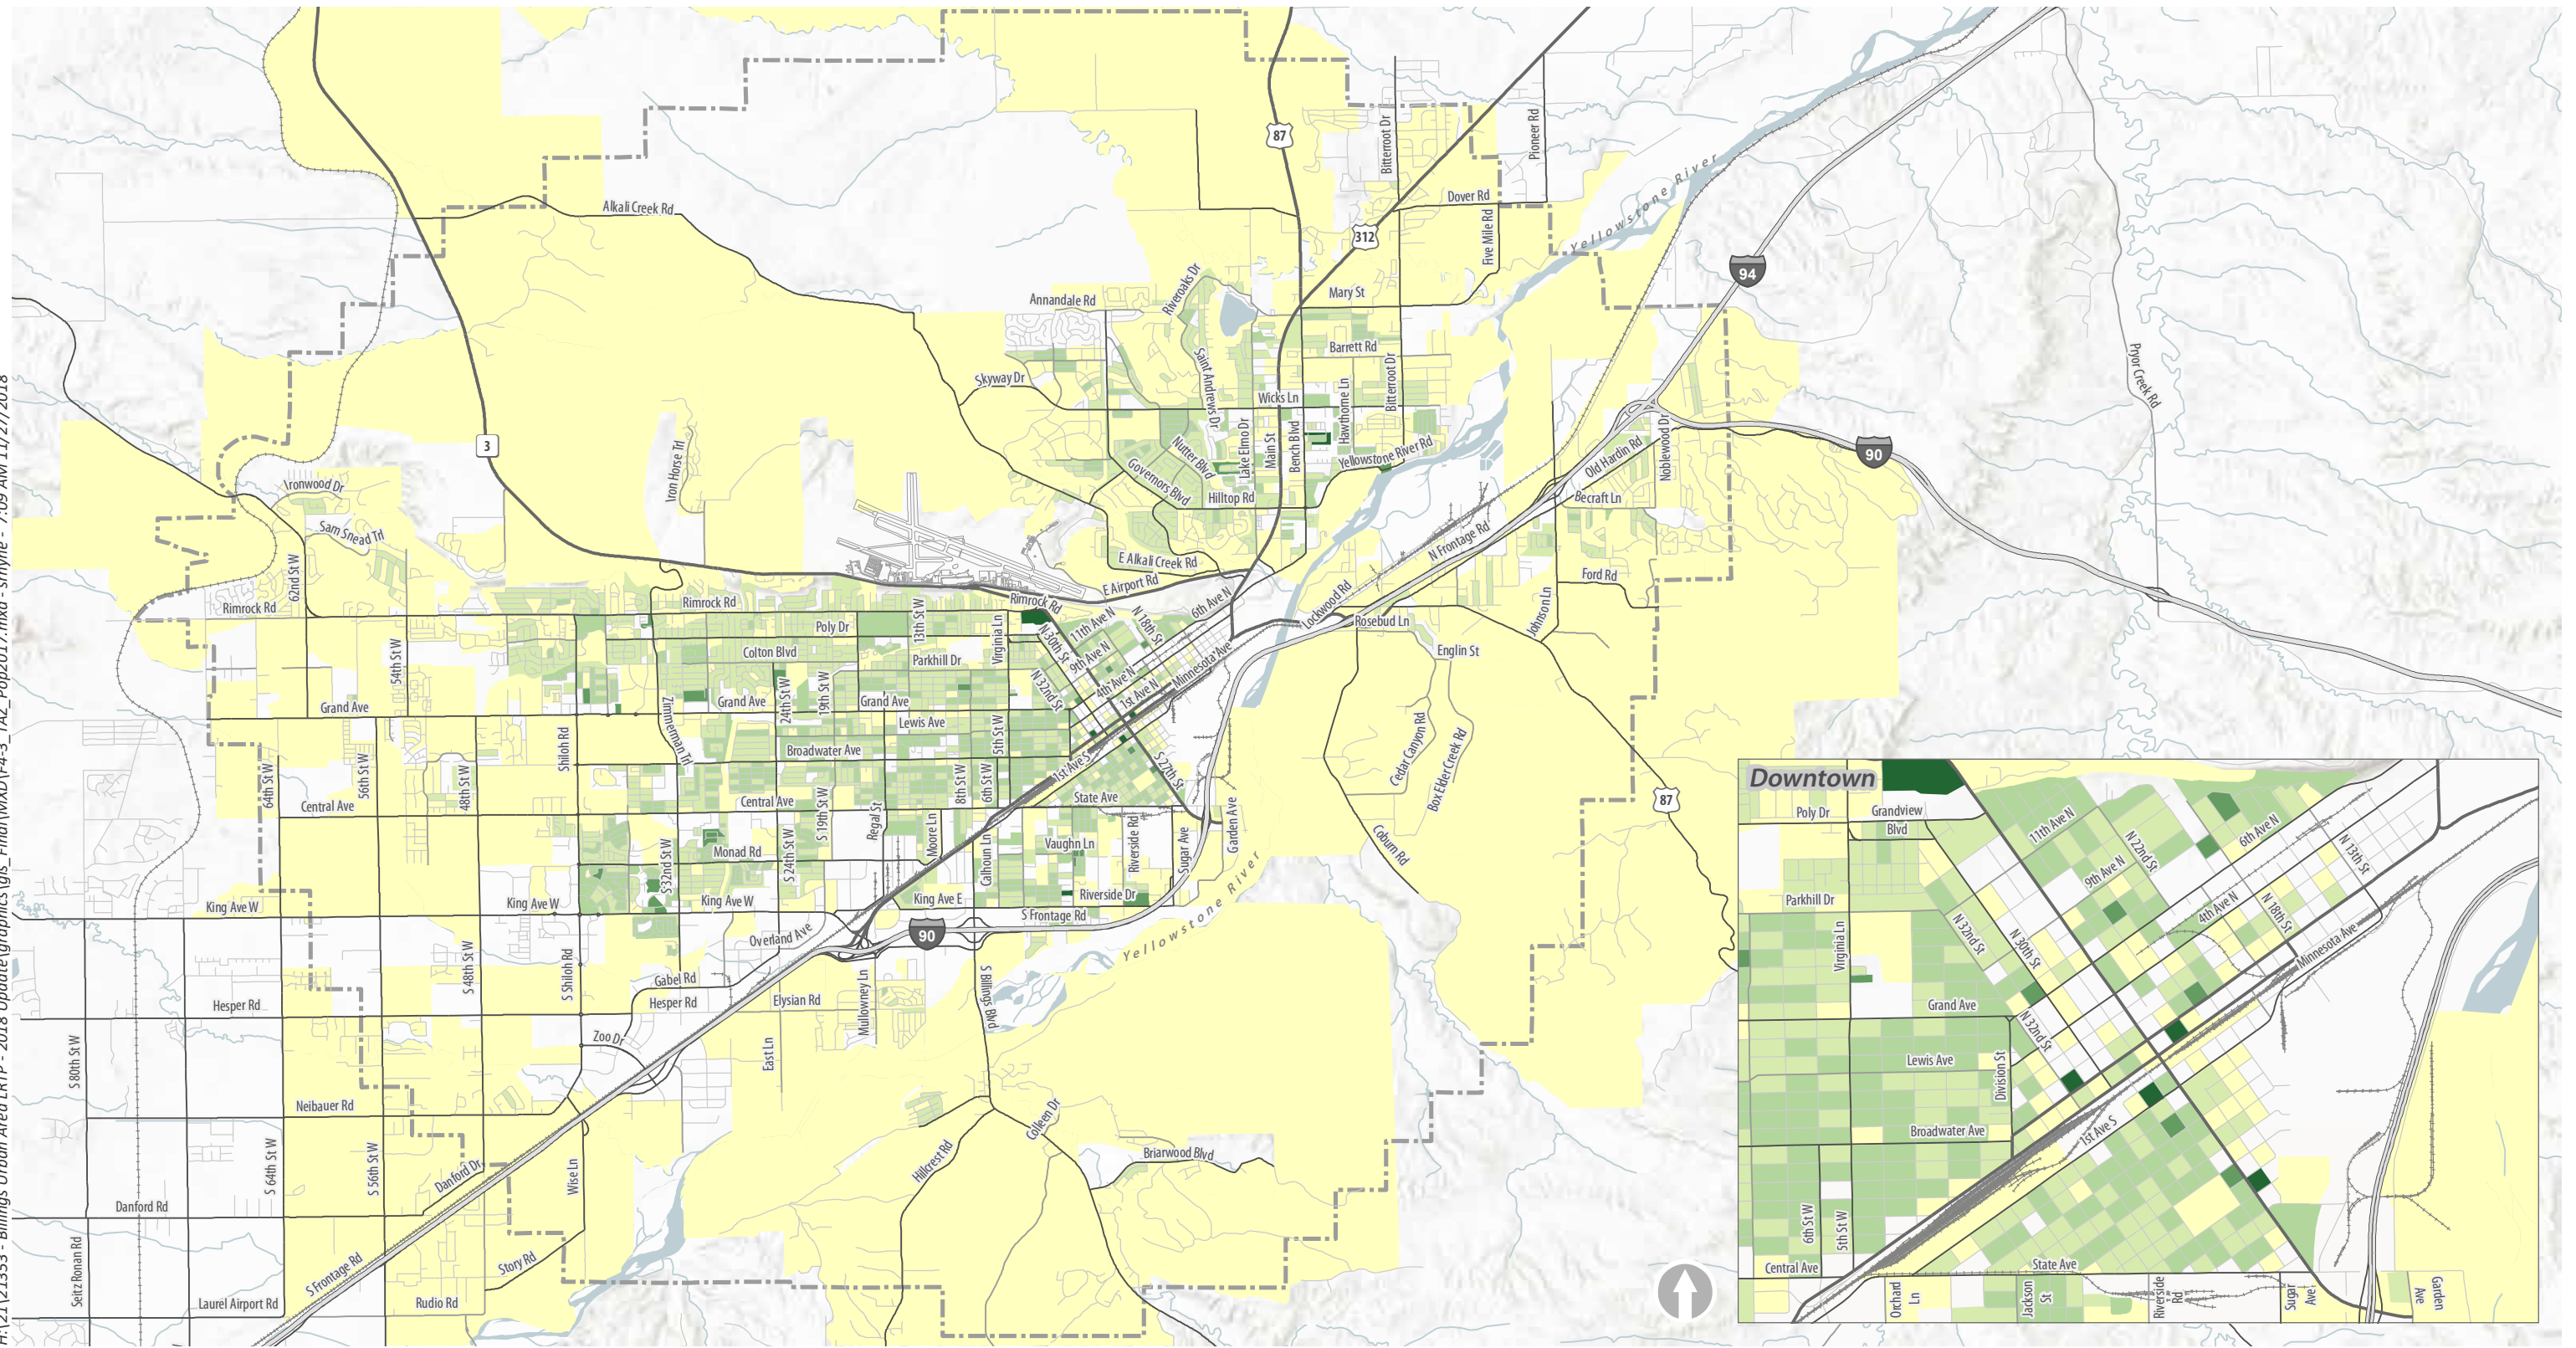 H:\21\21353 - Billings Urban Area LRTP - 2018 Update\graphics\gis_Final\MXD\F4-3_TAZ_Pop2017.mxd - smyhre - 7:09 AM 11/27/2018
87
Bitterroot Dr
Pioneer Rd
Alkali Creek Rd
Dover Rd
Five Mile Rd
312
Yellowstone River
94
Annandale Rd
Riveroaks Dr
Mary St
Barrett Rd
Skyway Dr
Saint Andrews Dr
Wicks Ln
Hawthorne Ln
Bitterroot Dr
Pryor Creek Rd
3
Iron Horse Trl
Nutter Blvd
Governors Blvd
Lake Elmo Dr
Main St
Bench Blvd
Yellowstone River Rd
Hilltop Rd
Old Hardin Rd
Noblewood Dr
90
Becraft Ln
Ironwood Dr
Sam Snead Trl
62nd St W
E Alkali Creek Rd
E Airport Rd
N Frontage Rd
Ford Rd
Johnson Ln
Rimrock Rd
Rimrock Rd
Rimrock Rd
Poly Dr
13th St W
Virginia Ln
N 30th St
11th Ave N
N 18th St
6th Ave N
Lockwood Rd
Rosebud Ln
Englin St
54th St W
Colton Blvd
Parkhill Dr
9th Ave N
N 32nd St
4th Ave N
1st Ave N
Minnesota Ave
Grand Ave
Zimmerman Trl
Grand Ave
24th St W
19th St W
Grand Ave
Lewis Ave
5th St W
Shiloh Rd
Broadwater Ave
1st Ave S
S 27th St
Cedar Canyon Rd
Box Elder Creek Rd
64th St W
56th St W
48th St W
Central Ave
Central Ave
S 19th St W
Regal St
8th St W
6th St W
State Ave
Garden Ave
87
Moore Ln
Calhoun Ln
Vaughn Ln
Riverside Rd
Sugar Ave
Coburn Rd
S 32nd St W
Monad Rd
S 24th St W
King Ave W
King Ave W
King Ave W
King Ave E
Riverside Dr
S Frontage Rd
Overland Ave
90
Yellowstone River
S 48th St W
S Shiloh Rd
Gabel Rd
Hesper Rd
Hesper Rd
Elysian Rd
Mullowney Ln
S Billings Blvd
Zoo Dr
East Ln
S 80th St W
Neibauer Rd
Colleen Dr
Hillcrest Rd
Briarwood Blvd
S 64th St W
S 56th St W
Danford Dr
Wise Ln
Danford Rd
Seitz Ronan Rd
S Frontage Rd
Story Rd
Laurel Airport Rd
Rudio Rd
Downtown
Poly Dr
Grandview
Blvd
11th Ave N
N 22nd St
6th Ave N
N 13th St
9th Ave N
Parkhill Dr
Virginia Ln
N 32nd St
N 30th St
4th Ave N
N 18th St
Minnesota Ave
Grand Ave
N 32nd St
Lewis Ave
Division St
Broadwater Ave
1st Ave S
6th St W
5th St W
Central Ave
State Ave
Orchard
Ln
Jackson
St
Riverside
Rd
Sugar
Ave
Garden
Ave